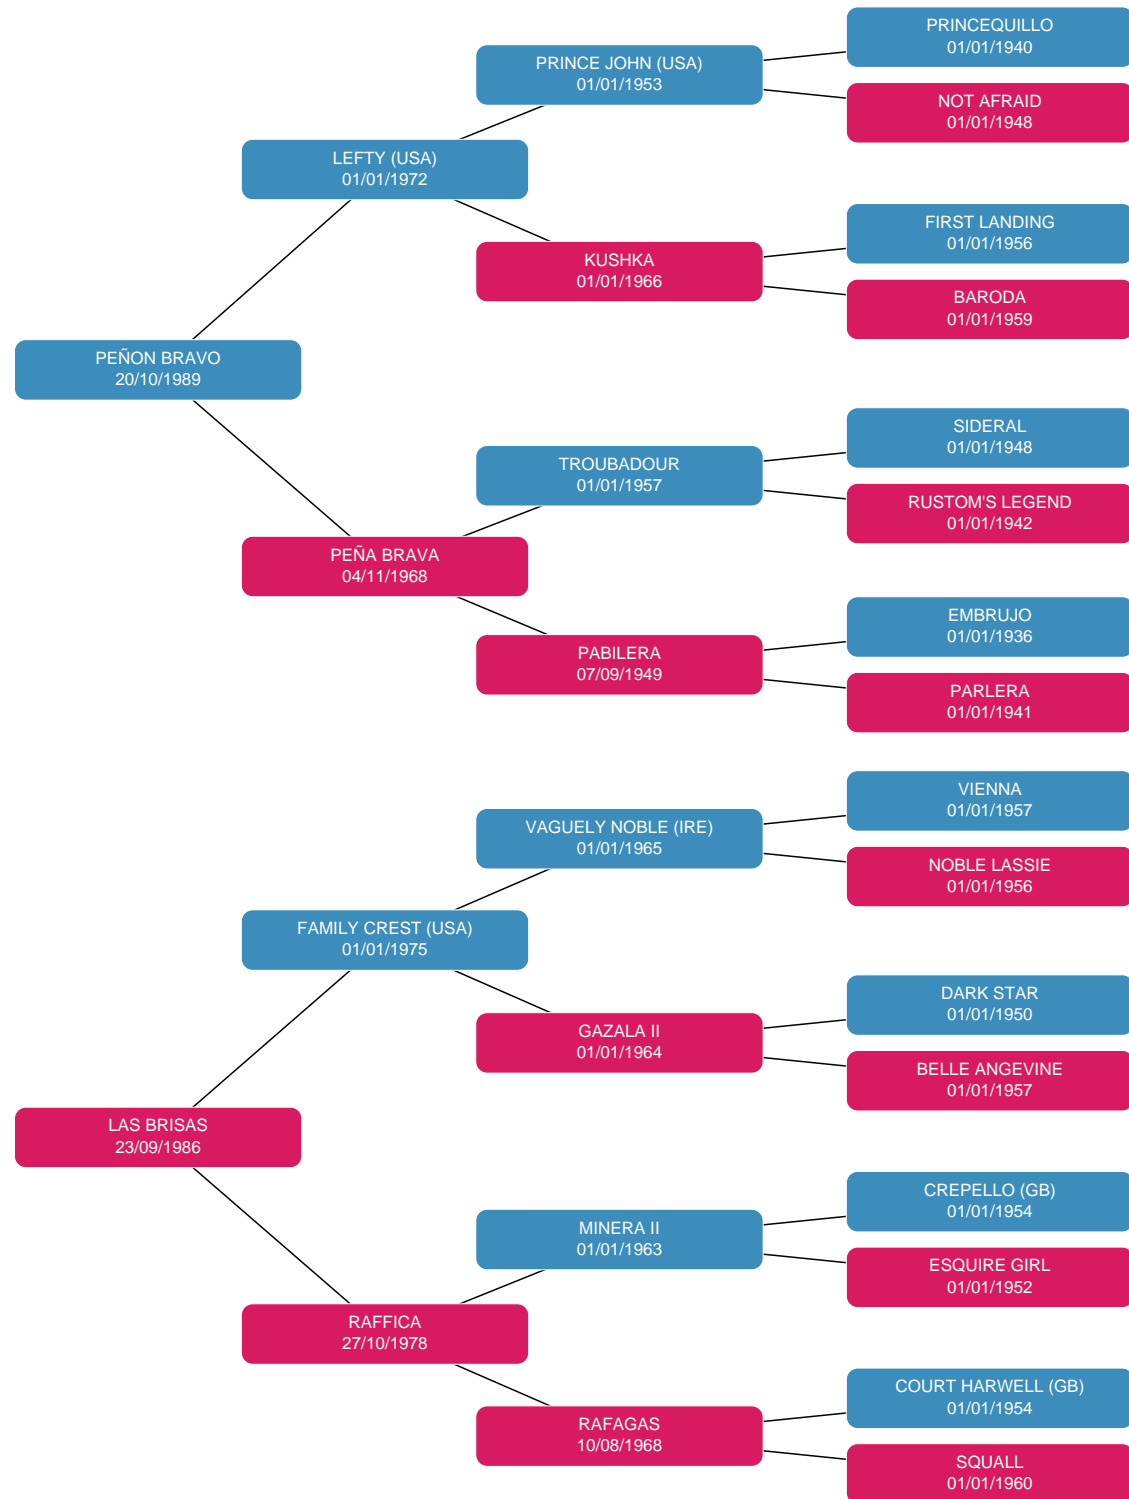 PRINCEQUILLO
01/01/1940
PRINCE JOHN (USA)
01/01/1953
NOT AFRAID
01/01/1948
LEFTY (USA)
01/01/1972
FIRST LANDING
01/01/1956
KUSHKA
01/01/1966
BARODA
01/01/1959
PEÑON BRAVO
20/10/1989
SIDERAL
01/01/1948
TROUBADOUR
01/01/1957
RUSTOM'S LEGEND
01/01/1942
PEÑA BRAVA
04/11/1968
EMBRUJO
01/01/1936
PABILERA
07/09/1949
PARLERA
01/01/1941
VIENNA
01/01/1957
VAGUELY NOBLE (IRE)
01/01/1965
NOBLE LASSIE
01/01/1956
FAMILY CREST (USA)
01/01/1975
DARK STAR
01/01/1950
GAZALA II
01/01/1964
BELLE ANGEVINE
01/01/1957
LAS BRISAS
23/09/1986
CREPELLO (GB)
01/01/1954
MINERA II
01/01/1963
ESQUIRE GIRL
01/01/1952
RAFFICA
27/10/1978
COURT HARWELL (GB)
01/01/1954
RAFAGAS
10/08/1968
SQUALL
01/01/1960